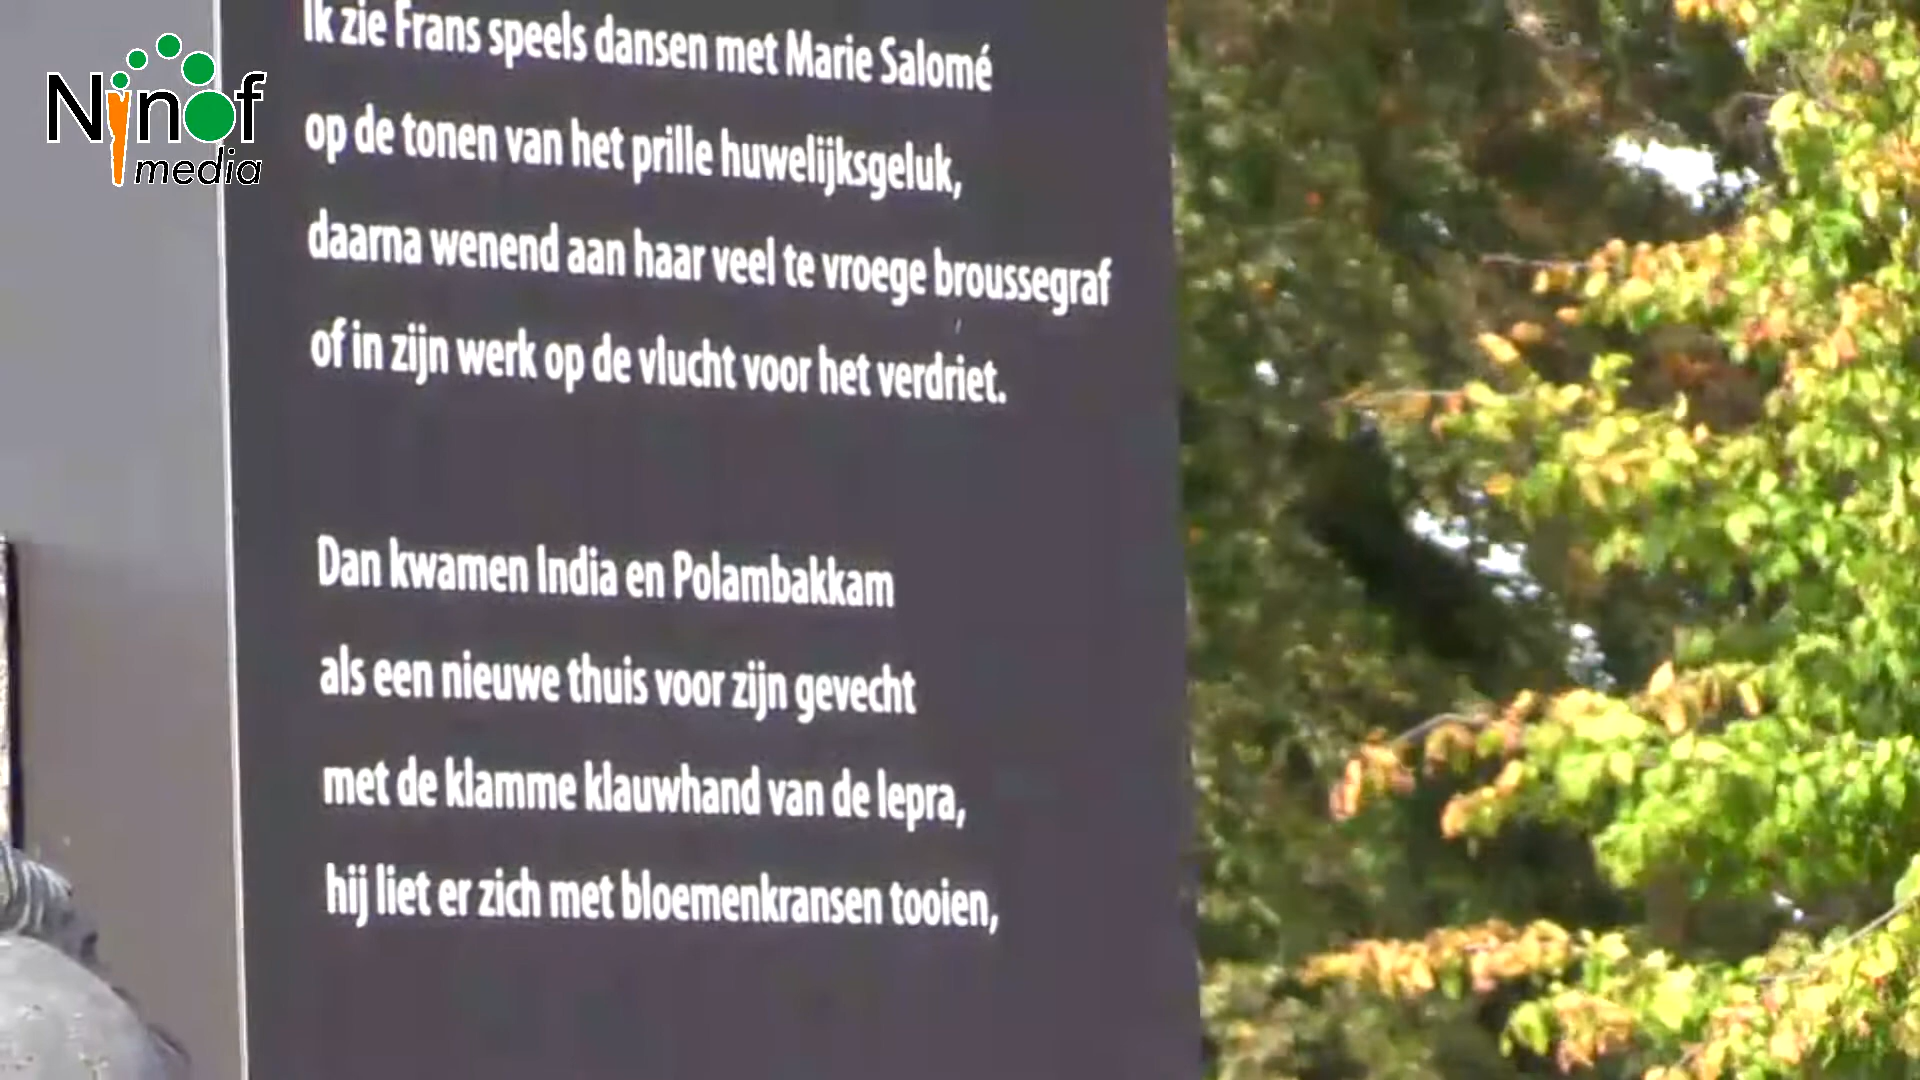 Ninof
media
Ik zie Frans speels dansen met Marie Salomé
op de tonen van het prille huwelijksgeluk,
daarna wenend aan haar veel te vroege broussegraf
of in zijn werk op de vlucht voor het verdriet.
Dan kwamen India en Polambakkam
als een nieuwe thuis voor zijn gevecht
met de klamme klauwhand van de lepra,
hij liet er zich met bloemenkransen tooien,